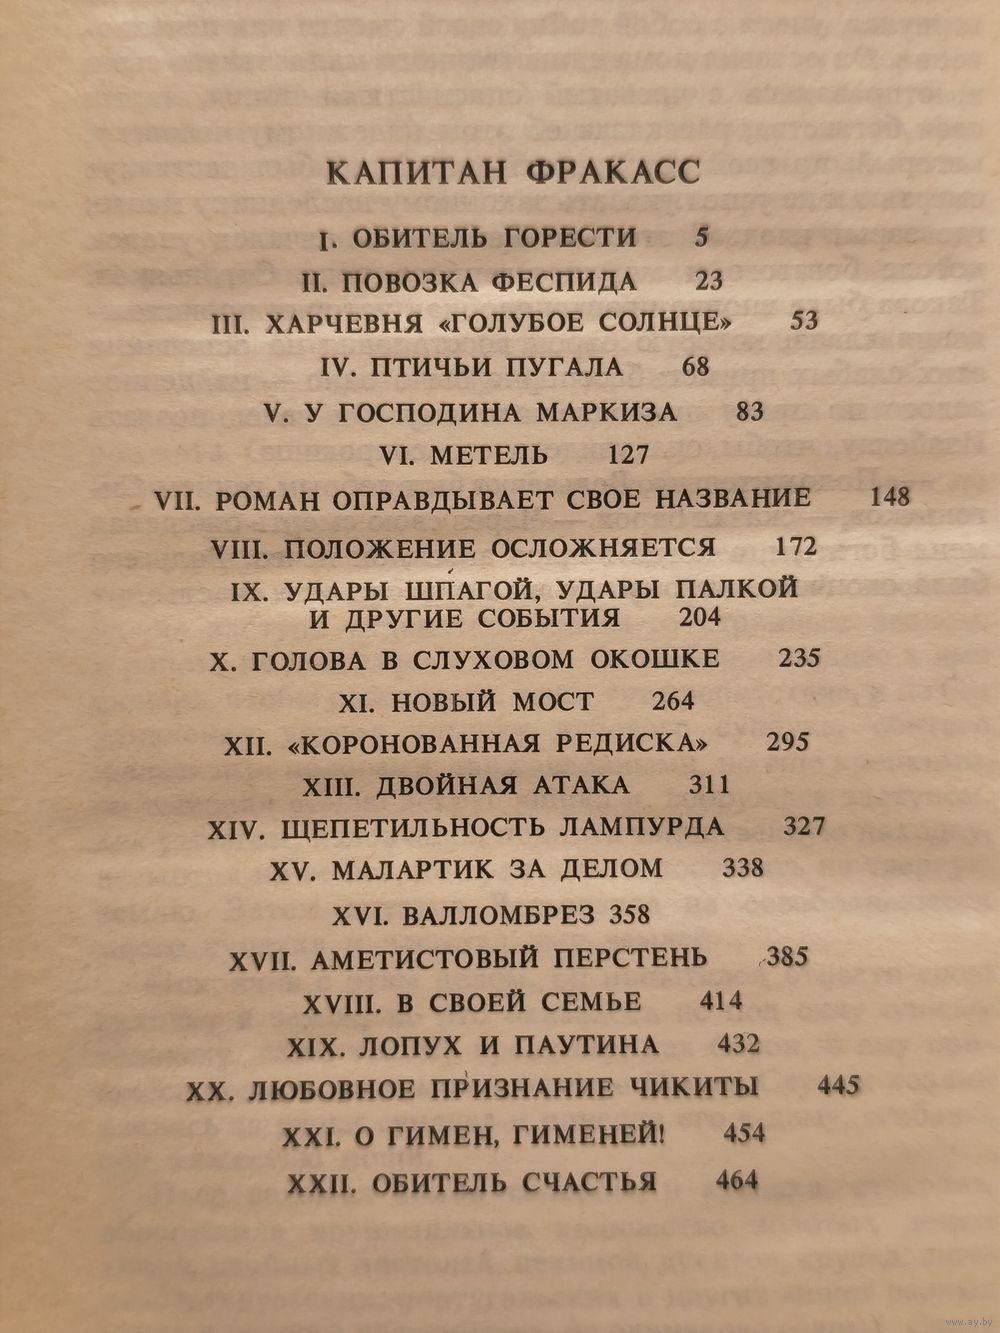 КАПИТАН ФРАКАСС
I. ОБИТЕЛЬ ГОРЕСТИ 5
II. ПОВОЗКА ФЕСПИДА 23
III. ХАРЧЕВНЯ «ГОЛУБОЕ СОЛНЦЕ» 53
IV. ПТИЧЬИ ПУГАЛА 68
V. У ГОСПОДИНА МАРКИЗА 83
VI. МЕТЕЛЬ 127
VII. РОМАН ОПРАВДЫВАЕТ СВОЕ НАЗВАНИЕ 148
VIII. ПОЛОЖЕНИЕ ОСЛОЖНЯЕТСЯ 172
IX. УДАРЫ ШПАГОЙ, УДАРЫ ПАЛКОЙ
И ДРУГИЕ СОБЫТИЯ 204
X. ГОЛОВА В СЛУХОВОМ ОКОШКЕ 235
XI. НОВЫЙ МОСТ 264
XII. «КОРОНОВАННАЯ РЕДИСКА» 295
XIII. ДВОЙНАЯ АТАКА 311
XIV. ЩЕПЕТИЛЬНОСТЬ ЛАМПУРДА 327
XV. МАЛАРТИК ЗА ДЕЛОМ 338
XVI. ВАЛЛОМБРЕЗ 358
XVII. АМЕТИСТОВЫЙ ПЕРСТЕНЬ 385
XVIII. В СВОЕЙ СЕМЬЕ 414
XIX. ЛОПУХ И ПАУТИНА 432
XX. ЛЮБОВНОЕ ПРИЗНАНИЕ ЧИКИТЫ 445
XXI. О ГИМЕН, ГИМЕНЕЙ! 454
XXII. ОБИТЕЛЬ СЧАСТЬЯ 464
www.ay.by